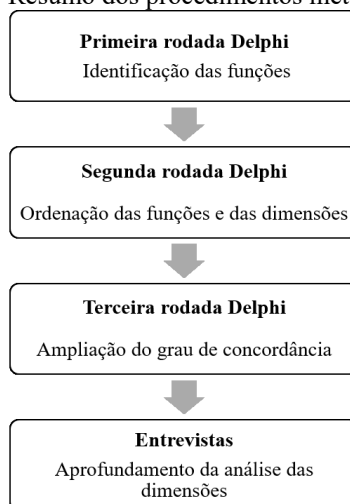 Resumo dos procedimentos
Primeira rodada Delphi
Identificação das funções
Segunda rodada Delphi
Ordenação das funções e das dimensões
Terceira rodada Delphi
Ampliação do grau de concordância
Entrevistas
Aprofundamento da análise das
dimensões